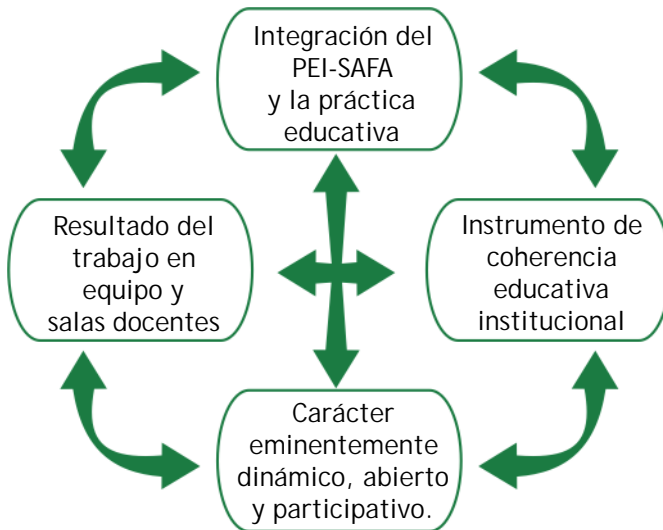 Integración del
PEI-SAFA
y la práctica
educativa
Resultado del
trabajo en
equipo y
salas docentes
Instrumento de
coherencia
educativa
institucional
Carácter
eminentemente
dinámico, abierto
y participativo.